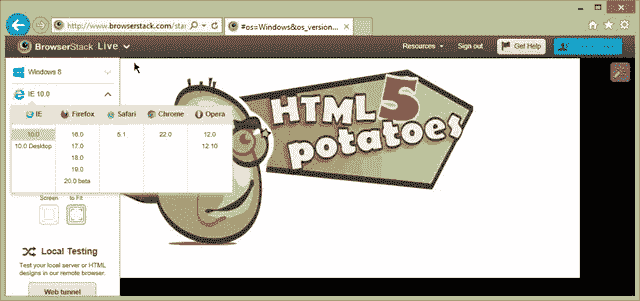 http://www.browserstack.com/star
#os=Windows&os_version...
BrowserStack Live
Resources
Sign out
Get Help
Windows 8
IE 10.0
IE Firefox Safari Chrome Opera
10.0 16.0 5.1 22.0 12.0
10.0 Desktop 17.0 12.10
18.0
19.0
20.0 beta
Screen to Fit
Local Testing
Test your local server or HTML
designs in our remote browser.
Web tunnel
HTML 5
potatoes